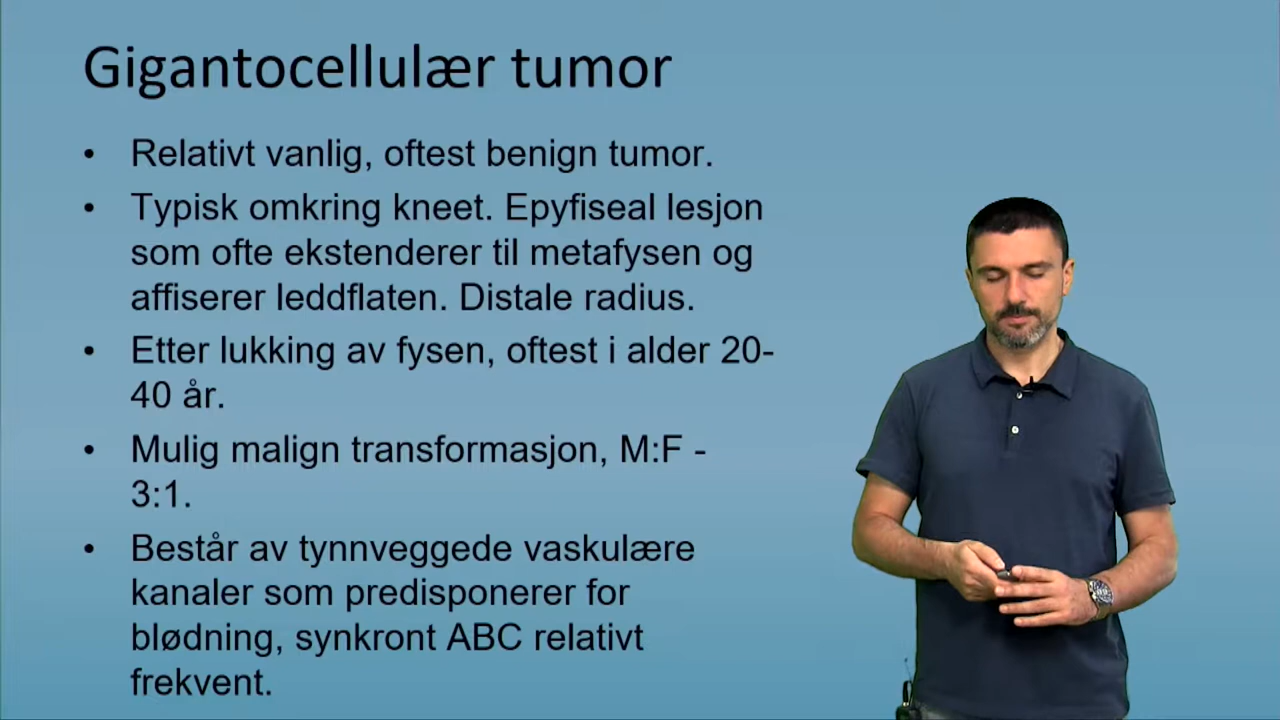 Gigantocellulær tumor
• Relativt vanlig, oftest benign tumor.
• Typisk omkring kneet. Epyfiseal lesjon
som ofte ekstenderer til metafysen og
affiserer leddflaten. Distale radius.
• Etter lukking av fysen, oftest i alder 20-
40 år.
• Mulig malign transformasjon, M:F -
3:1.
• Består av tynnveggede vaskulære
kanaler som predisponerer for
blødning, synkront ABC relativt
frekvent.